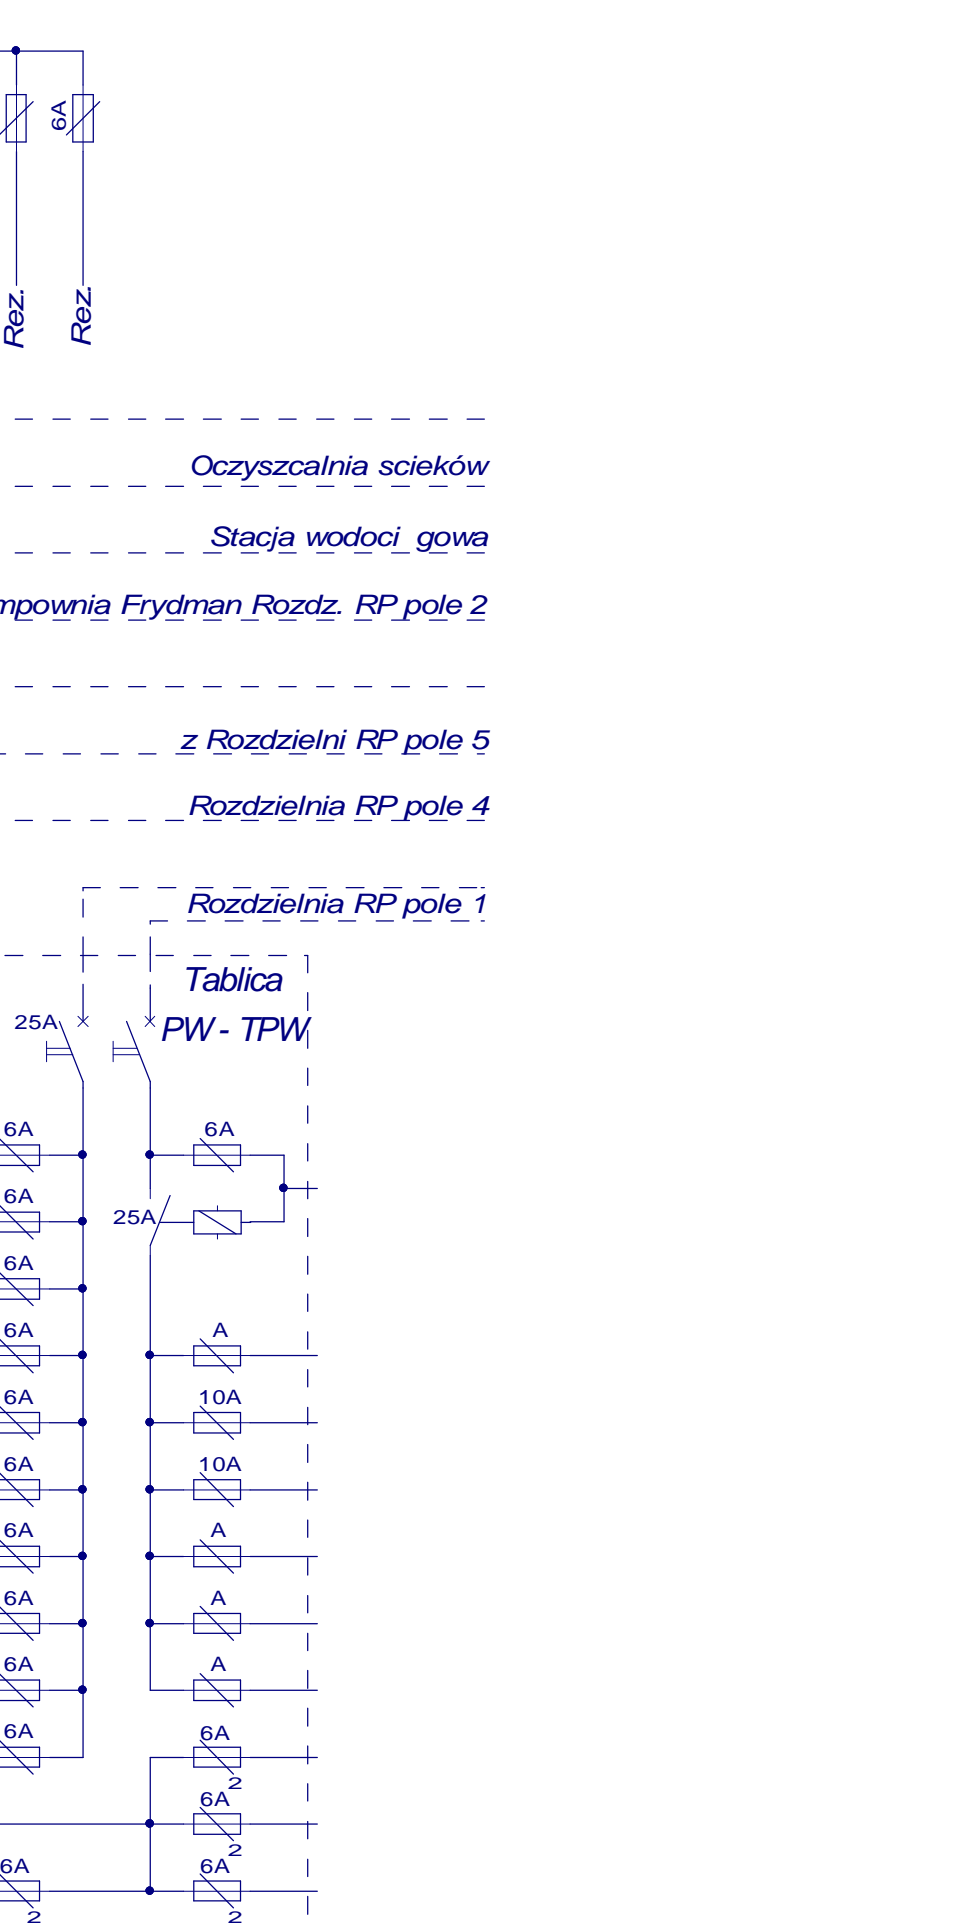 6A
Rez.
Rez.
Oczyszcalnia scieków
Stacja wodoci gowa
mpownia Frydman Rozdz. RP pole 2
z Rozdzielni RP pole 5
Rozdzielnia RP pole 4
Rozdzielnia RP pole 1
Tablica
25A
PW - TPW
6A 6A
6A
25A
6A
6A A
6A 10A
6A 10A
6A A
6A A
6A A
6A 6A
2
6A
2
6A 6A
2 2